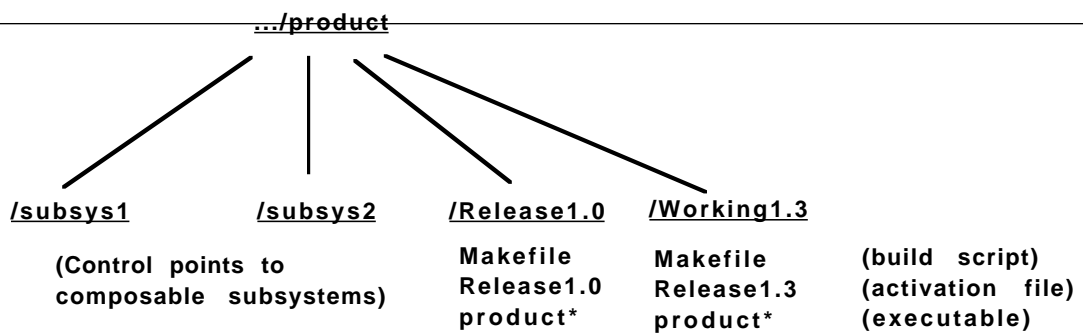 .../product
/subsys1 /subsys2 /Release1.0 /Working1.3
(Control points to
composable subsystems)
Makefile Makefile (build script)
Release1.0 Release1.3 (activation file)
product* product* (executable)